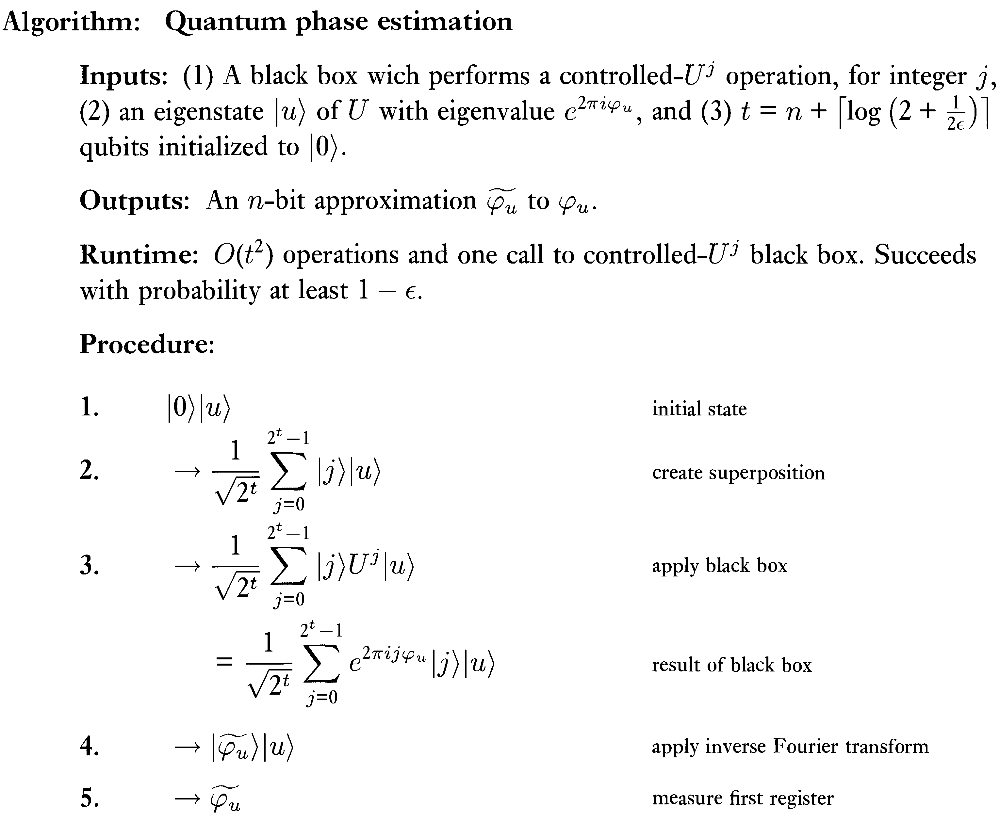 Algorithm: Quantum phase estimation
Inputs: (1) A black box wich performs a controlled-$U^j$ operation, for integer $j$,
(2) an eigenstate $|u\rangle$ of $U$ with eigenvalue $e^{2\pi i\varphi_u}$, and (3) $t = n + \lceil \log (2 + \frac{1}{2\epsilon}) \rceil$
qubits initialized to $|0\rangle$.
Outputs: An $n$-bit approximation $\widetilde{\varphi_u}$ to $\varphi_u$.
Runtime: $O(t^2)$ operations and one call to controlled-$U^j$ black box. Succeeds
with probability at least $1 - \epsilon$.
Procedure:
1. $|0\rangle|u\rangle$ initial state
2. $\rightarrow \frac{1}{\sqrt{2^t}} \sum_{j=0}^{2^t-1} |j\rangle|u\rangle$ create superposition
3. $\rightarrow \frac{1}{\sqrt{2^t}} \sum_{j=0}^{2^t-1} |j\rangle U^j|u\rangle$ apply black box
$= \frac{1}{\sqrt{2^t}} \sum_{j=0}^{2^t-1} e^{2\pi ij\varphi_u}|j\rangle|u\rangle$ result of black box
4. $\rightarrow |\widetilde{\varphi_u}\rangle|u\rangle$ apply inverse Fourier transform
5. $\rightarrow \widetilde{\varphi_u}$ measure first register